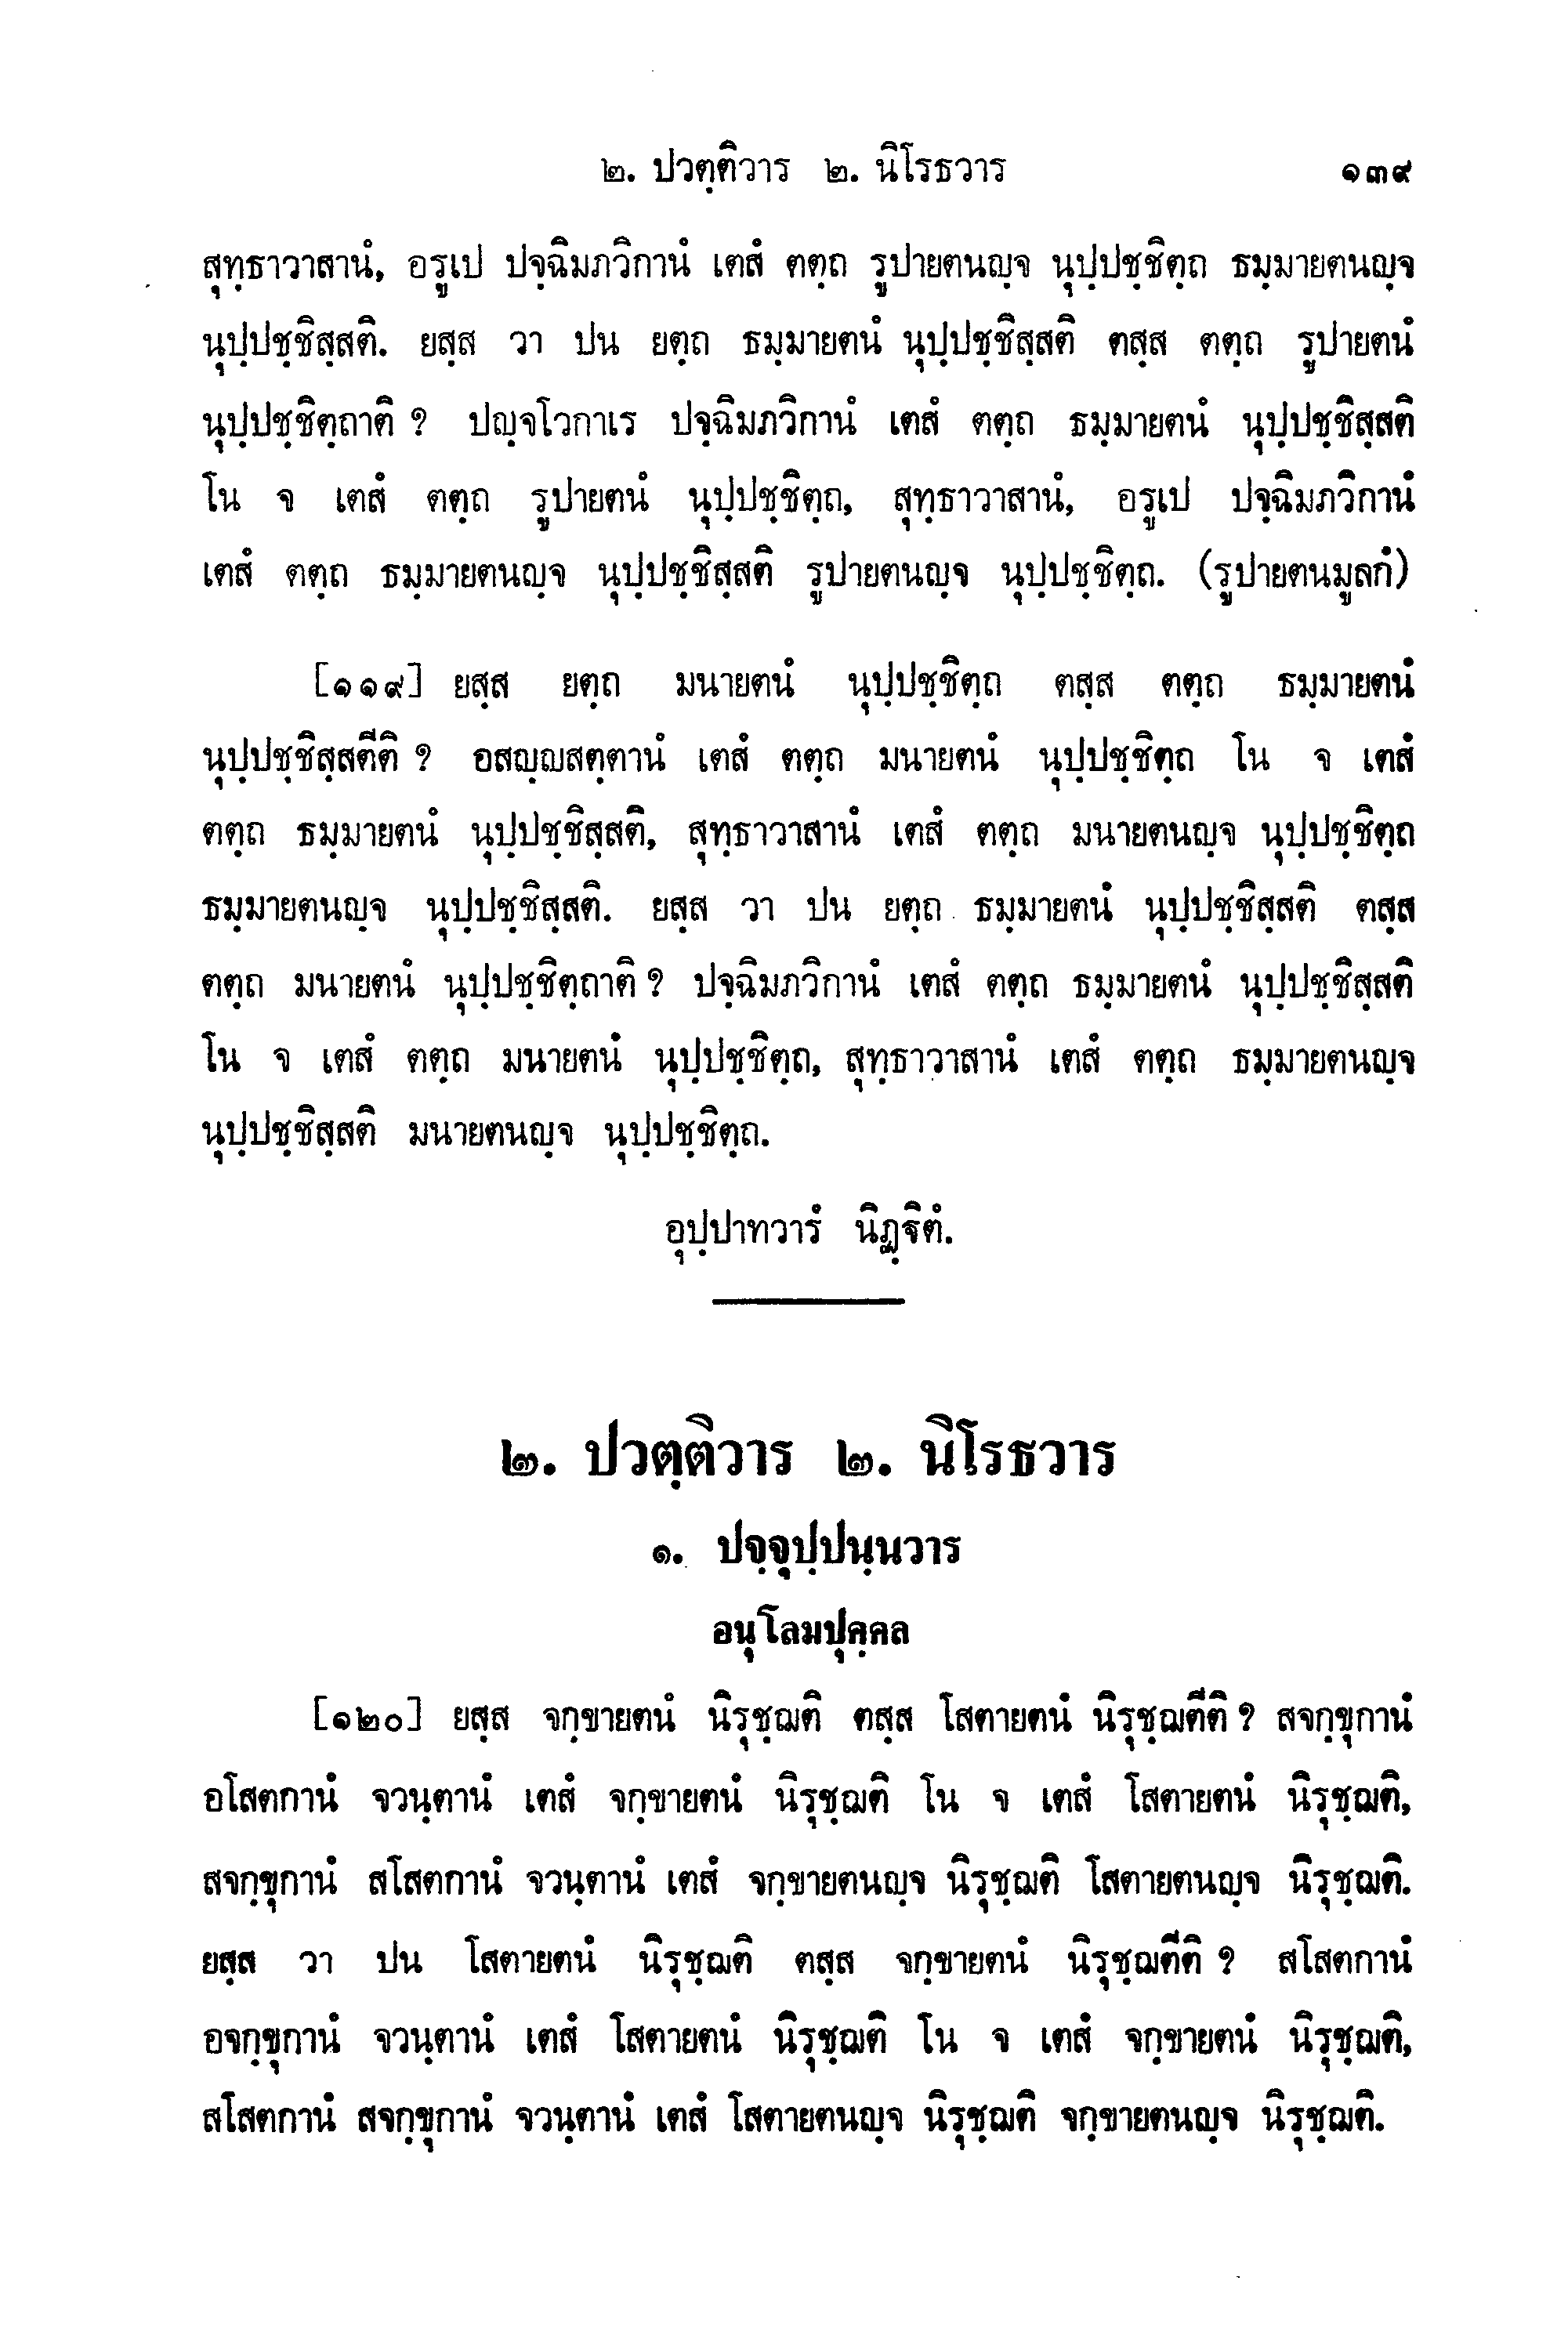 ๒. ปวตฺติวาร ๒. นิโรธวาร ๑๓๙
สุทฺธาวาสานํ, อรูเป ปจฺฉิมภวิกานํ เตสํ ตตฺถ รูปายตนญฺจ นุปฺปชฺชิตฺถ ธมฺมายตนญฺจ
นุปฺปชฺชิสฺสติ. ยสฺส วา ปน ยตฺถ ธมฺมายตนํ นุปฺปชฺชิสฺสติ ตสฺส ตตฺถ รูปายตนํ
นุปฺปชฺชิตฺถาติ ? ปญฺจโวกาเร ปจฺฉิมภวิกานํ เตสํ ตตฺถ ธมฺมายตนํ นุปฺปชฺชิสฺสติ
โน จ เตสํ ตตฺถ รูปายตนํ นุปฺปชฺชิตฺถ, สุทฺธาวาสานํ, อรูเป ปจฺฉิมภวิกานํ
เตสํ ตตฺถ ธมฺมายตนญฺจ นุปฺปชฺชิสฺสติ รูปายตนญฺจ นุปฺปชฺชิตฺถ. (รูปายตนมูลกํ)
[๑๑๙] ยสฺส ยตฺถ มนายตนํ นุปฺปชฺชิตฺถ ตสฺส ตตฺถ ธมฺมายตนํ
นุปฺปชฺชิสฺสตีติ ? อสญฺญสตฺตานํ เตสํ ตตฺถ มนายตนํ นุปฺปชฺชิตฺถ โน จ เตสํ
ตตฺถ ธมฺมายตนํ นุปฺปชฺชิสฺสติ, สุทฺธาวาสานํ เตสํ ตตฺถ มนายตนญฺจ นุปฺปชฺชิตฺถ
ธมฺมายตนญฺจ นุปฺปชฺชิสฺสติ. ยสฺส วา ปน ยตฺถ ธมฺมายตนํ นุปฺปชฺชิสฺสติ ตสฺส
ตตฺถ มนายตนํ นุปฺปชฺชิตฺถาติ ? ปจฺฉิมภวิกานํ เตสํ ตตฺถ ธมฺมายตนํ นุปฺปชฺชิสฺสติ
โน จ เตสํ ตตฺถ มนายตนํ นุปฺปชฺชิตฺถ, สุทฺธาวาสานํ เตสํ ตตฺถ ธมฺมายตนญฺจ
นุปฺปชฺชิสฺสติ มนายตนญฺจ นุปฺปชฺชิตฺถ.
อุปฺปาทวารํ นิฏฺฐิตํ.
๒. ปวตฺติวาร ๒. นิโรธวาร
๑. ปจฺจุปฺปนฺนวาร
อนุโลมปุคฺคล
[๑๒๐] ยสฺส จกฺขายตนํ นิรุชฺฌติ ตสฺส โสตายตนํ นิรุชฺฌตีติ ? สจกฺขุกานํ
อโสตกานํ จวนฺตานํ เตสํ จกฺขายตนํ นิรุชฺฌติ โน จ เตสํ โสตายตนํ นิรุชฺฌติ,
สจกฺขุกานํ สโสตกานํ จวนฺตานํ เตสํ จกฺขายตนญฺจ นิรุชฺฌติ โสตายตนญฺจ นิรุชฺฌติ.
ยสฺส วา ปน โสตายตนํ นิรุชฺฌติ ตสฺส จกฺขายตนํ นิรุชฺฌตีติ ? สโสตกานํ
อจกฺขุกานํ จวนฺตานํ เตสํ โสตายตนํ นิรุชฺฌติ โน จ เตสํ จกฺขายตนํ นิรุชฺฌติ,
สโสตกานํ สจกฺขุกานํ จวนฺตานํ เตสํ โสตายตนญฺจ นิรุชฺฌติ จกฺขายตนญฺจ นิรุชฺฌติ.